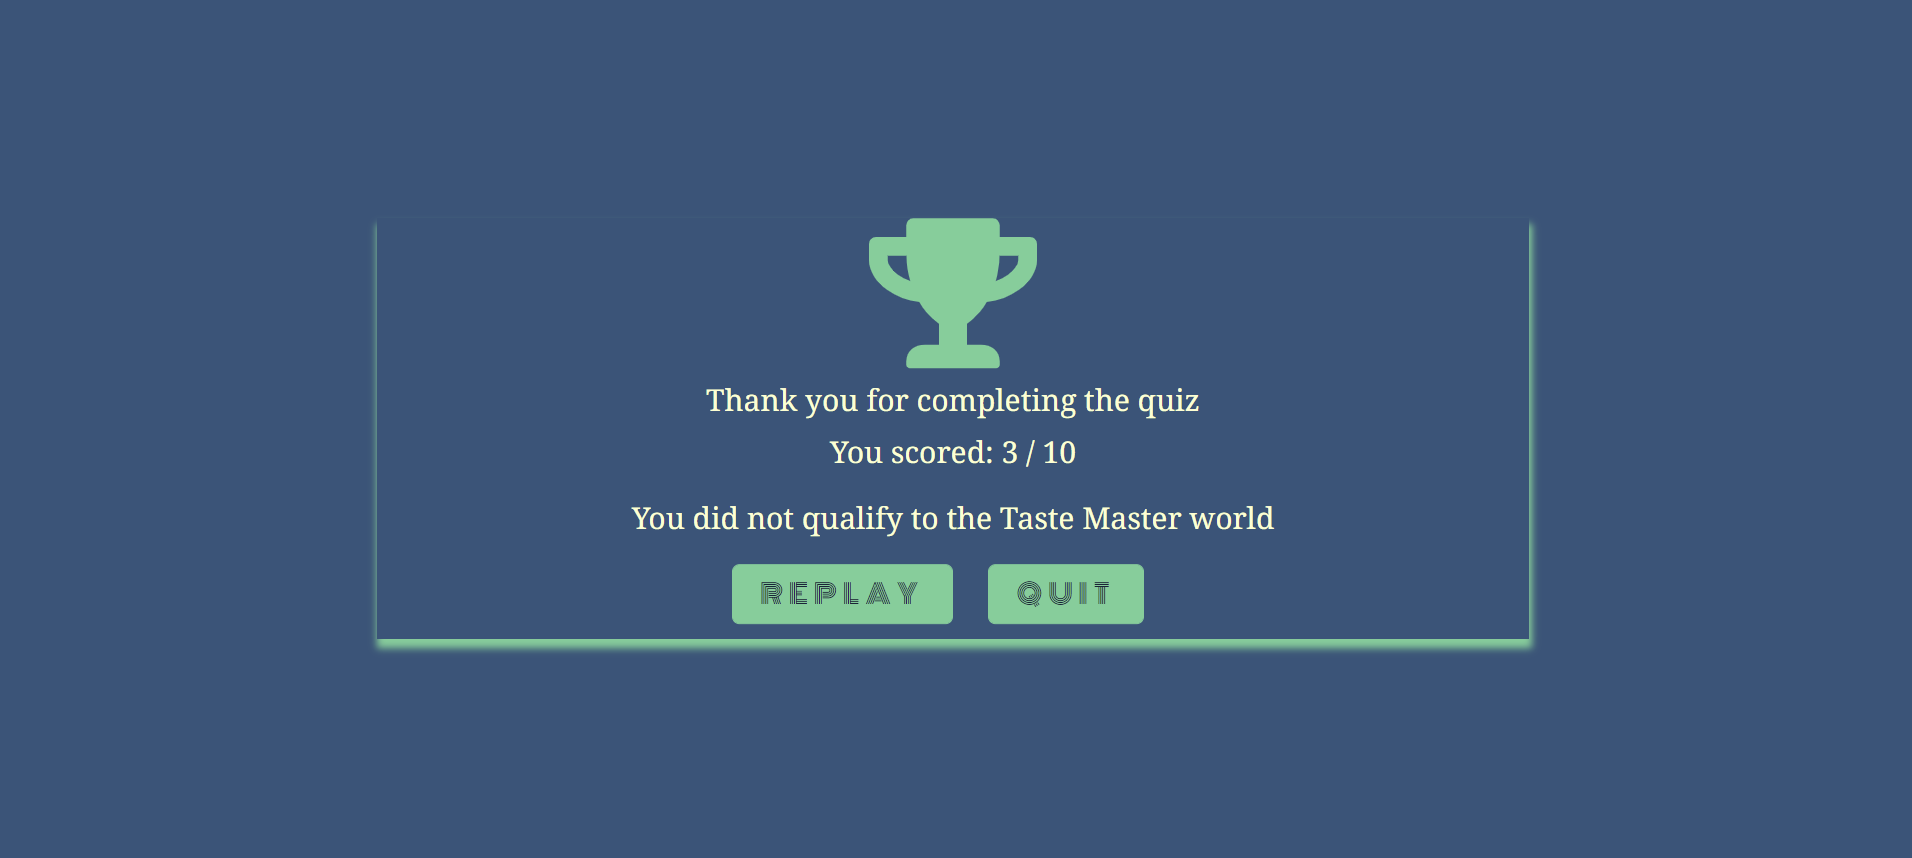 Thank you for completing the quiz
You scored: 3 / 10
You did not qualify to the Taste Master world
REPLAY QUIT